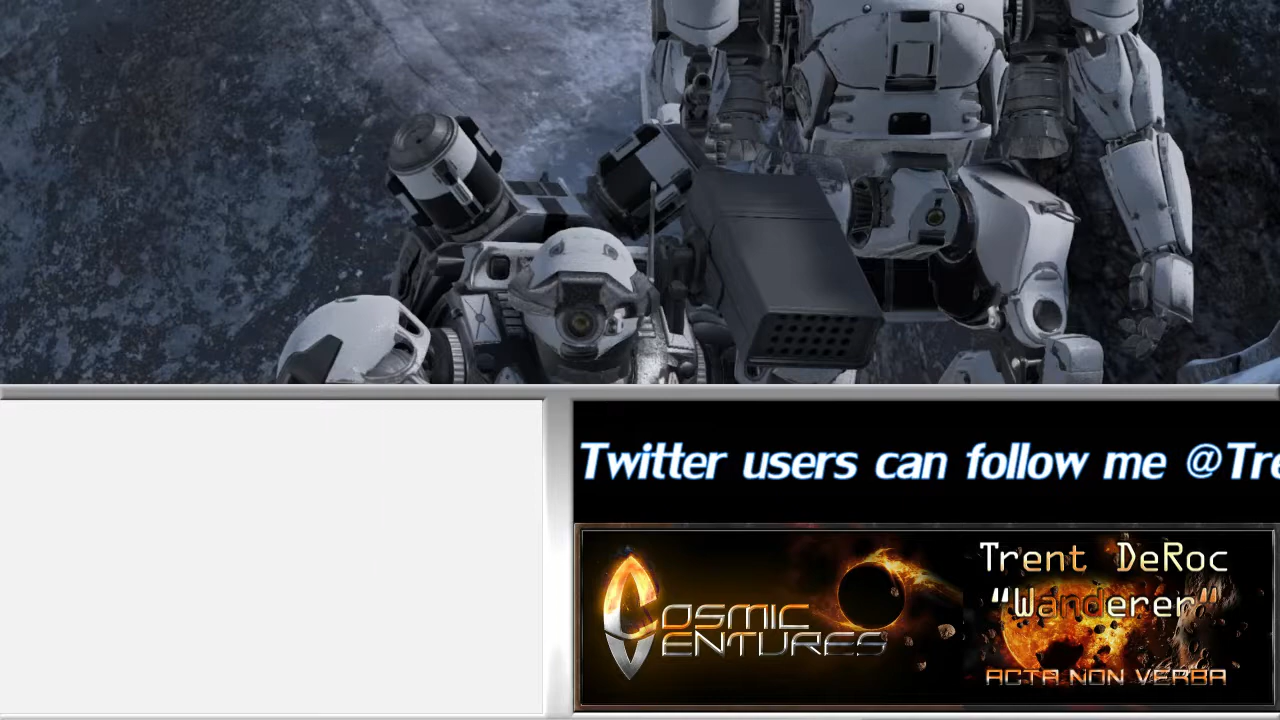 Twitter users can follow me @Tre
COSMIC
VENTURES
Trent DeRoc
"Wanderer"
ACTA NON VERBA